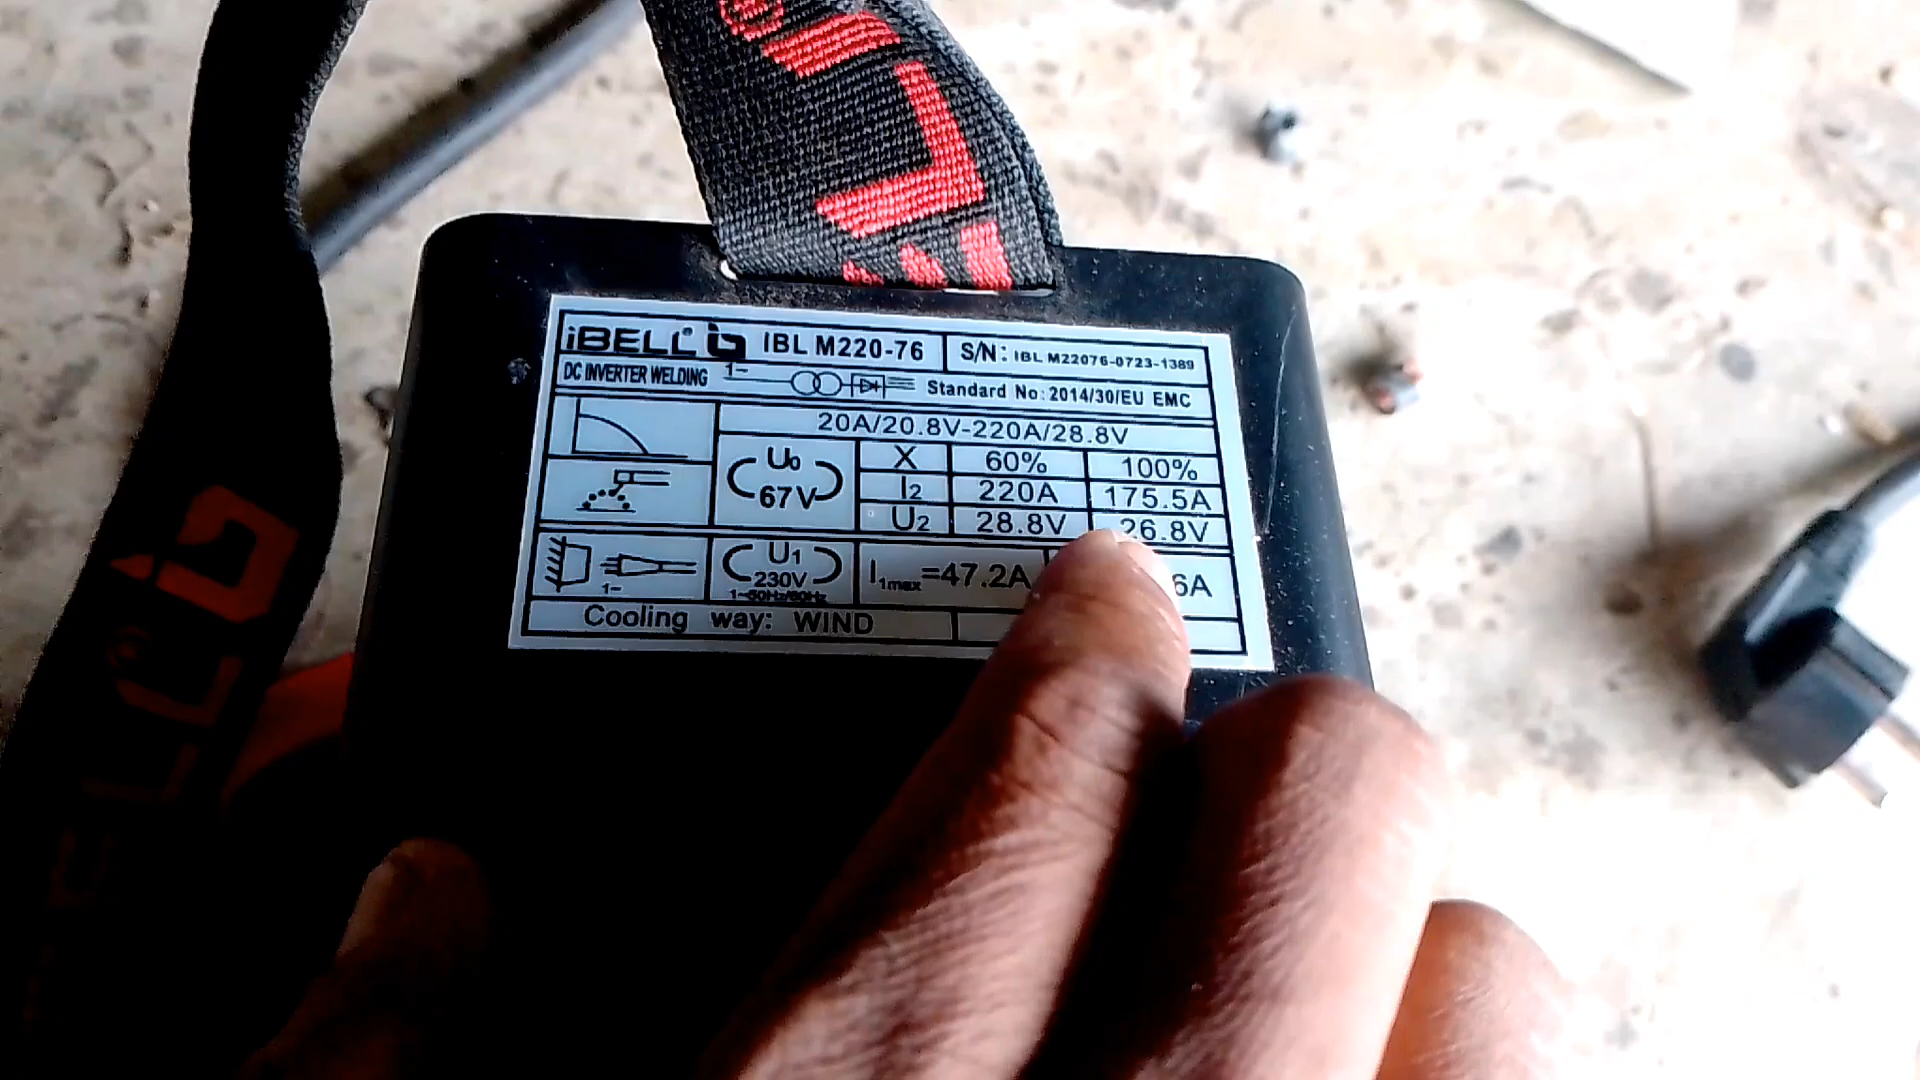 iBELL IBL M220-76 S/N: IBL M22076-0723-1389
DC INVERTER WELDING 1~ Standard No: 2014/30/EU EMC
20A/20.8V-220A/28.8V
U0 67V
X 60% 100%
I2 220A 175.5A
U2 28.8V 26.8V
1~ U1 230V 1~50Hz/60Hz I1max=47.2A 6A
Cooling way: WIND